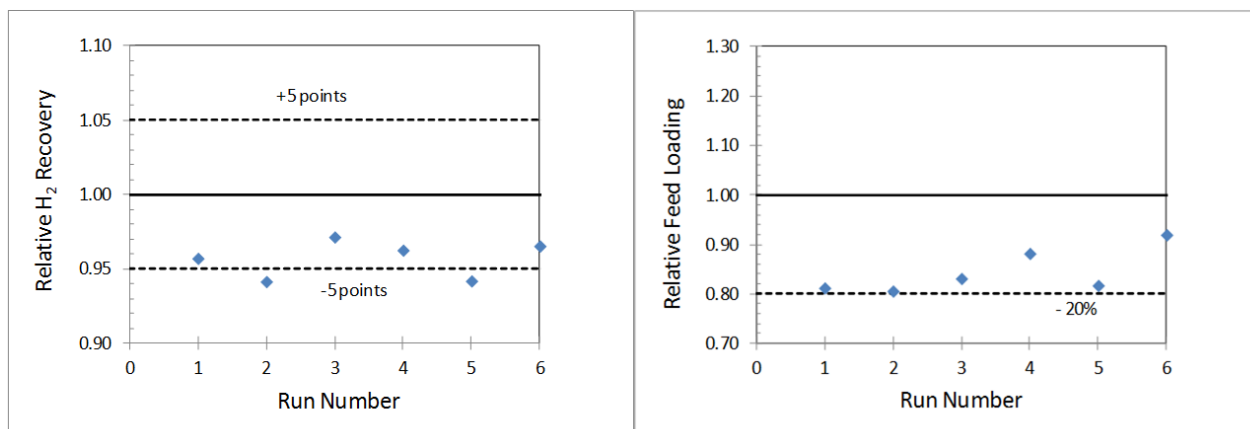 1.10
1.05
1.00
0.95
0.90
Relative H₂ Recovery
+5 points
-5 points
0 1 2 3 4 5 6
Run Number
1.30
1.20
1.10
1.00
0.90
0.80
0.70
Relative Feed Loading
- 20%
0 1 2 3 4 5 6
Run Number